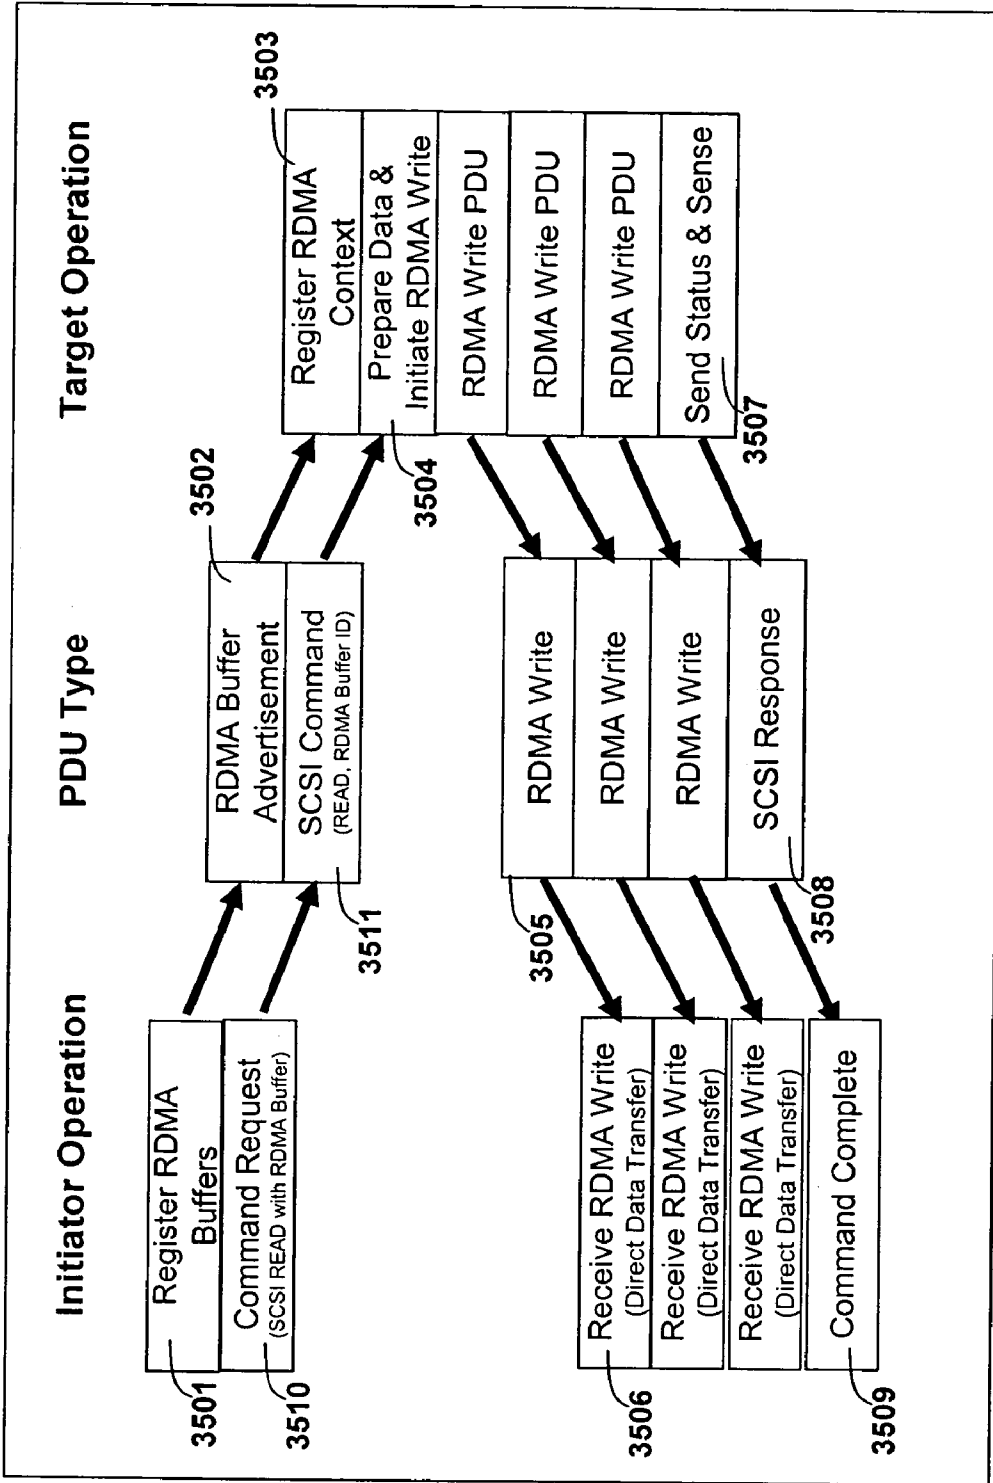 Initiator Operation
PDU Type
Target Operation
3501
Register RDMA
Buffers
3510
Command Request
(SCSI READ with RDMA Buffer)
3502
RDMA Buffer
Advertisement
3511
SCSI Command
(READ, RDMA Buffer ID)
3503
Register RDMA
Context
3504
Prepare Data &
Initiate RDMA Write
RDMA Write PDU
RDMA Write PDU
RDMA Write PDU
Send Status & Sense
3507
3505
RDMA Write
RDMA Write
RDMA Write
SCSI Response
3508
3506
Receive RDMA Write
(Direct Data Transfer)
Receive RDMA Write
(Direct Data Transfer)
Receive RDMA Write
(Direct Data Transfer)
Command Complete
3509